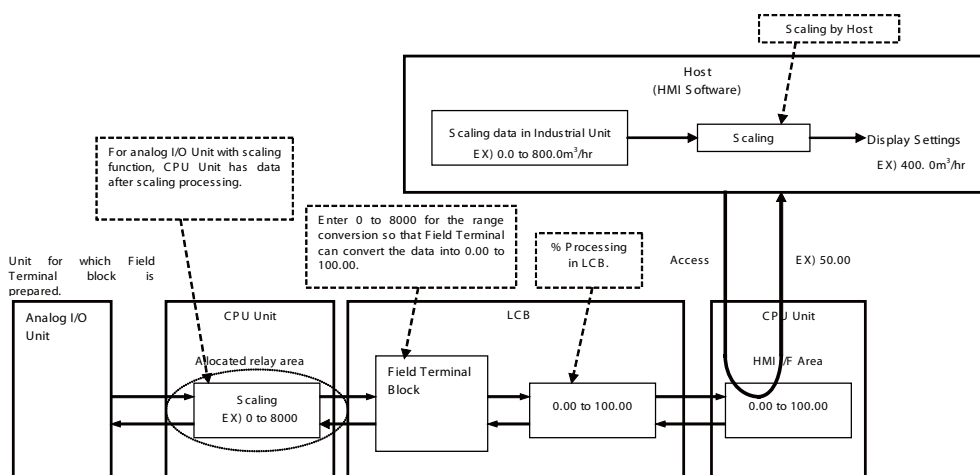 Scaling by Host
Host
(HMI Software)
Scaling data in Industrial Unit
EX) 0.0 to 800.0m³/hr
Scaling
Display Settings
EX) 400. 0m³/hr
For analog I/O Unit with scaling
function, CPU Unit has data
after scaling processing.
Enter 0 to 8000 for the range
conversion so that Field Terminal
can convert the data into 0.00 to
100.00.
% Processing
in LCB.
Access
EX) 50.00
Unit for which Field
Terminal block is
prepared.
Analog I/O
Unit
CPU Unit
LCB
CPU Unit
Allocated relay area
Field Terminal
Block
HMI I/F Area
Scaling
EX) 0 to 8000
0.00 to 100.00
0.00 to 100.00